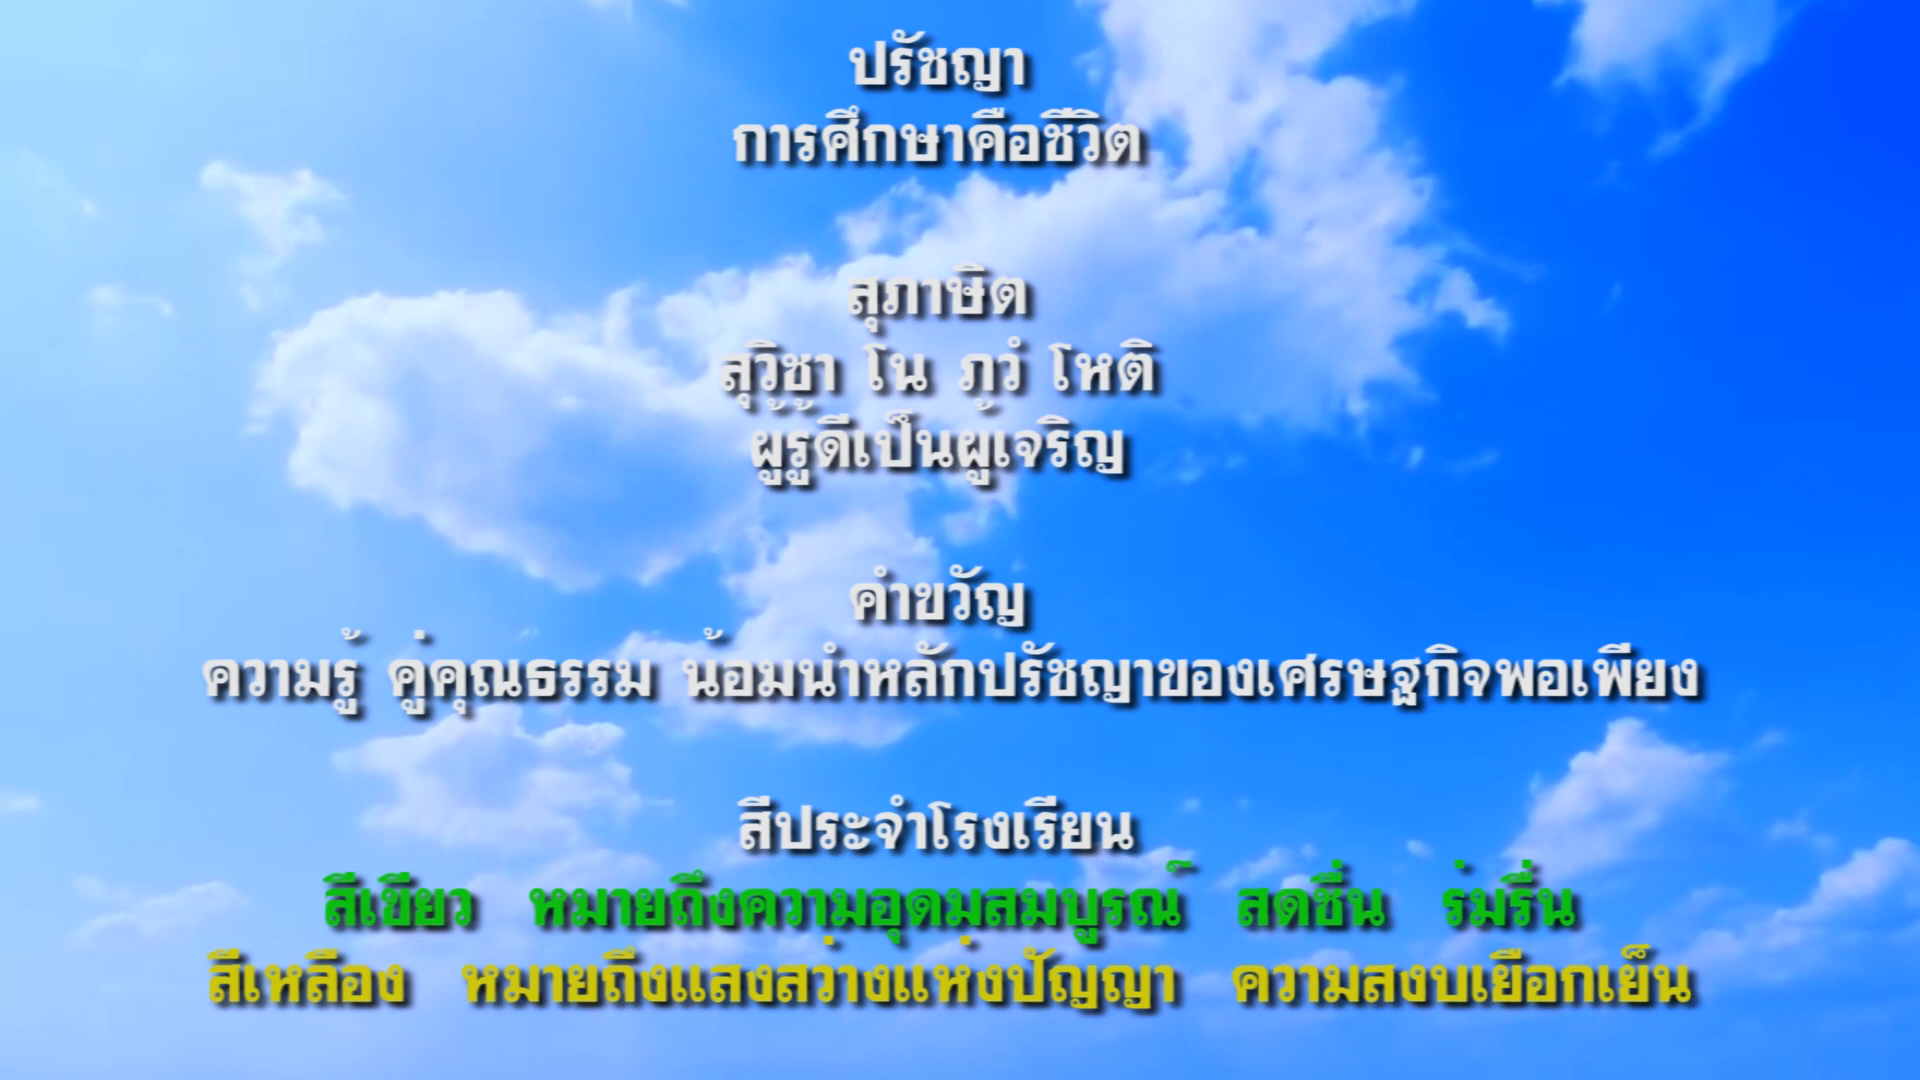 ปรัชญา
การศึกษาคือชีวิต
สุภาษิต
สุวิชา โน ภวํ โหติ
ผู้รู้ดีเป็นผู้เจริญ
คำขวัญ
ความรู้ คู่คุณธรรม น้อมนำหลักปรัชญาของเศรษฐกิจพอเพียง
สีประจำโรงเรียน
สีเขียว หมายถึงความอุดมสมบูรณ์ สดชื่น ร่มรื่น
สีเหลือง หมายถึงแสงสว่างแห่งปัญญา ความสงบเยือกเย็น